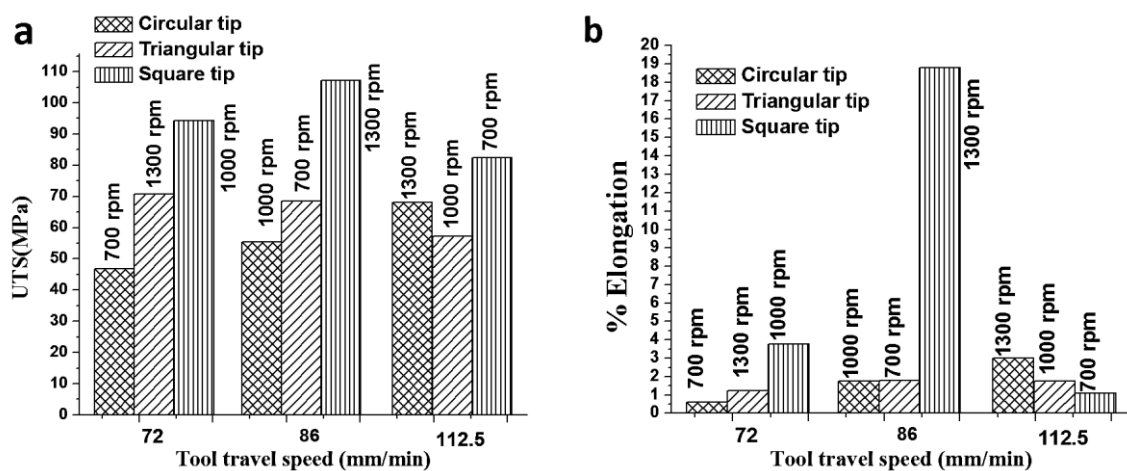 a
Circular tip
Triangular tip
Square tip
UTS(MPa)
110
100
90
80
70
60
50
40
30
20
10
0
700 rpm
1300 rpm
1000 rpm
1000 rpm
700 rpm
1300 rpm
1300 rpm
1000 rpm
700 rpm
72
86
112.5
Tool travel speed (mm/min)
b
Circular tip
Triangular tip
Square tip
% Elongation
20
19
18
17
16
15
14
13
12
11
10
9
8
7
6
5
4
3
2
1
0
700 rpm
1300 rpm
1000 rpm
1000 rpm
700 rpm
1300 rpm
1300 rpm
1000 rpm
700 rpm
72
86
112.5
Tool travel speed (mm/min)